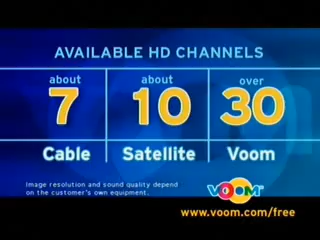 AVAILABLE HD CHANNELS
about about over
7 10 30
Cable Satellite Voom
Image resolution and sound quality depend
on the customer's own equipment.
VOOM
www.voom.com/free